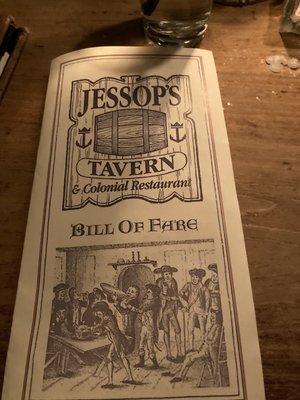 JESSOP'S
TAVERN
& Colonial Restaurant
BILL OF FARE